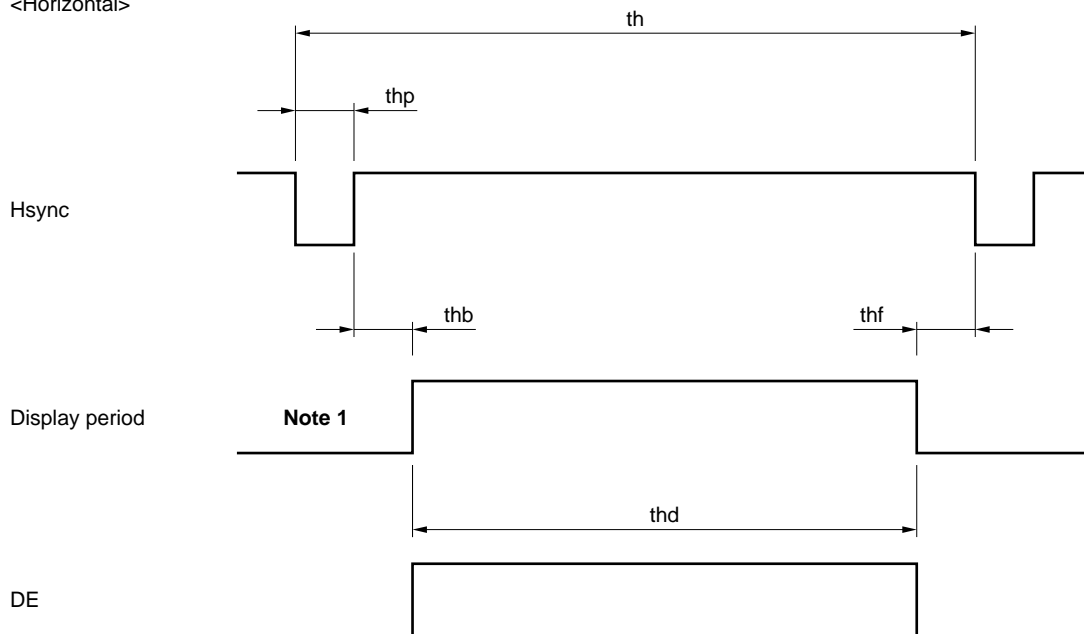 <Horizontal>
th
thp
Hsync
thb
thf
Display period
Note 1
thd
DE